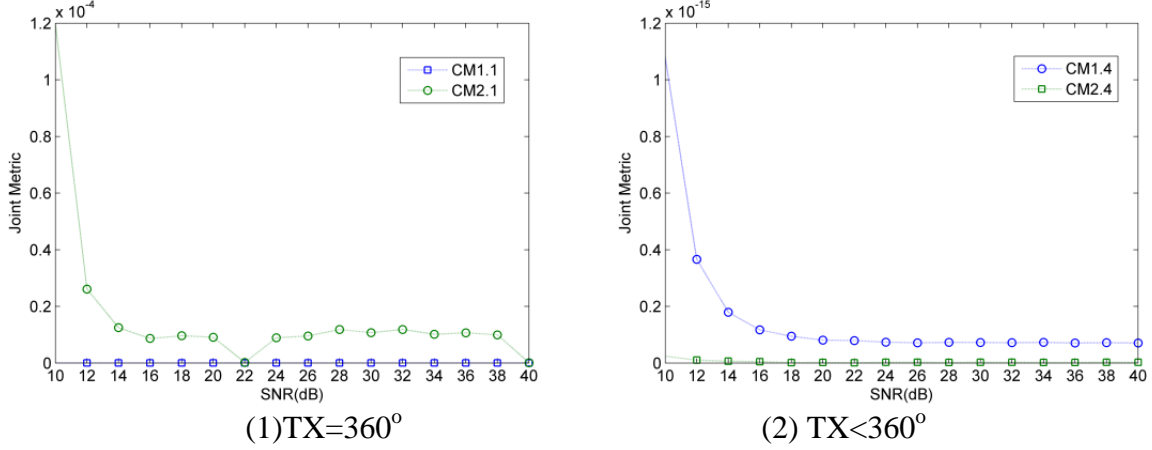 x 10⁻⁴
1.2
1
0.8
0.6
0.4
0.2
0
Joint Metric
CM1.1
CM2.1
10 12 14 16 18 20 22 24 26 28 30 32 34 36 38 40
SNR(dB)
(1)TX=360°
x 10⁻¹⁵
1.2
1
0.8
0.6
0.4
0.2
0
Joint Metric
CM1.4
CM2.4
10 12 14 16 18 20 22 24 26 28 30 32 34 36 38 40
SNR(dB)
(2) TX<360°